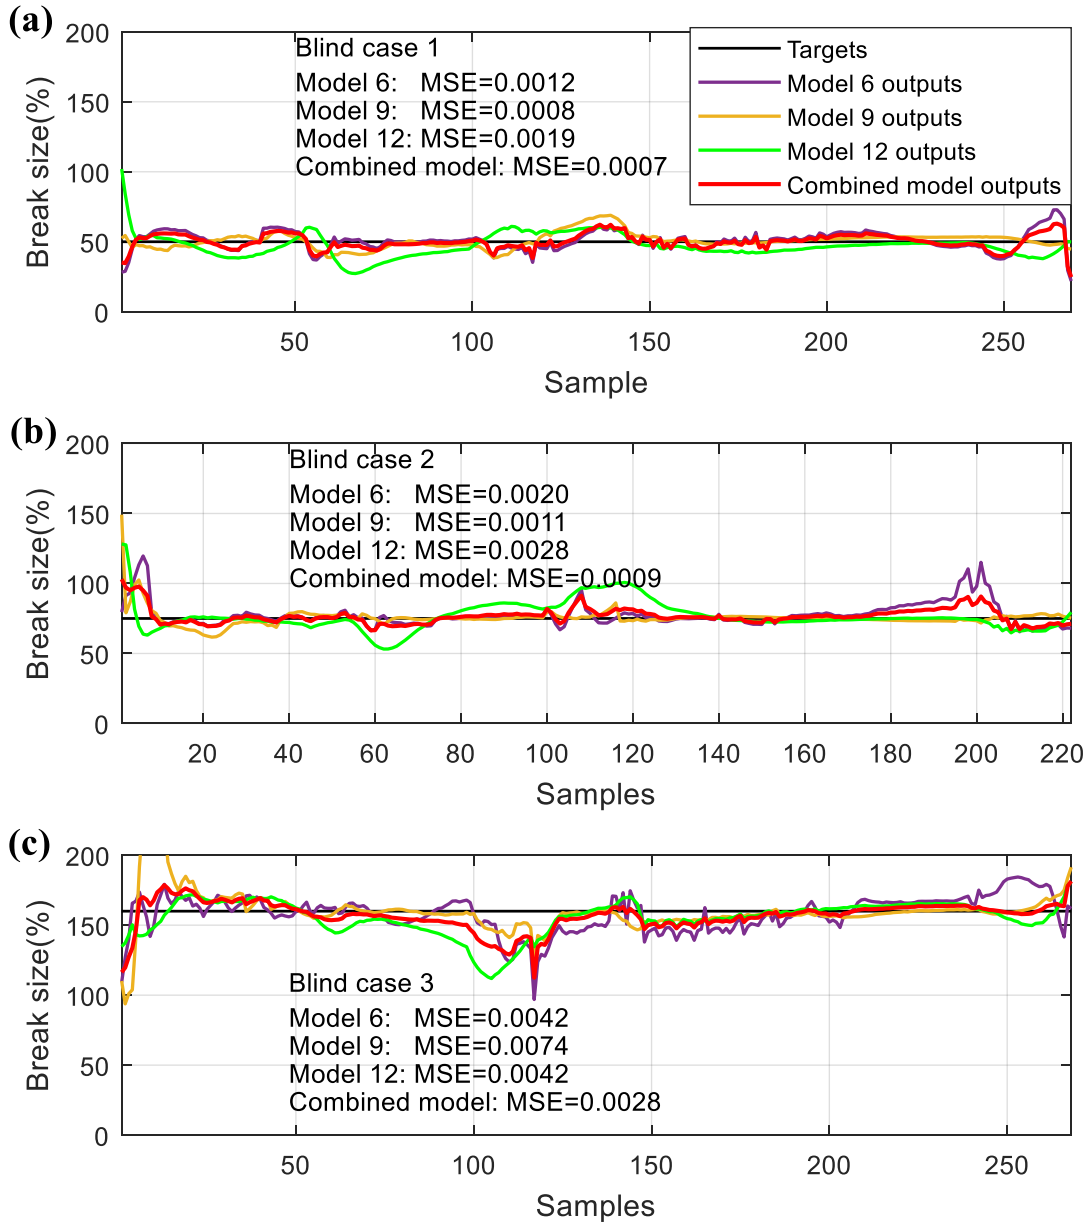 (a)
200
150
100
50
0
Break size(%)
Blind case 1
Model 6: MSE=0.0012
Model 9: MSE=0.0008
Model 12: MSE=0.0019
Combined model: MSE=0.0007
Targets
Model 6 outputs
Model 9 outputs
Model 12 outputs
Combined model outputs
50 100 150 200 250
Sample
(b)
200
150
100
50
0
Break size(%)
Blind case 2
Model 6: MSE=0.0020
Model 9: MSE=0.0011
Model 12: MSE=0.0028
Combined model: MSE=0.0009
20 40 60 80 100 120 140 160 180 200 220
Samples
(c)
200
150
100
50
0
Break size(%)
Blind case 3
Model 6: MSE=0.0042
Model 9: MSE=0.0074
Model 12: MSE=0.0042
Combined model: MSE=0.0028
50 100 150 200 250
Samples